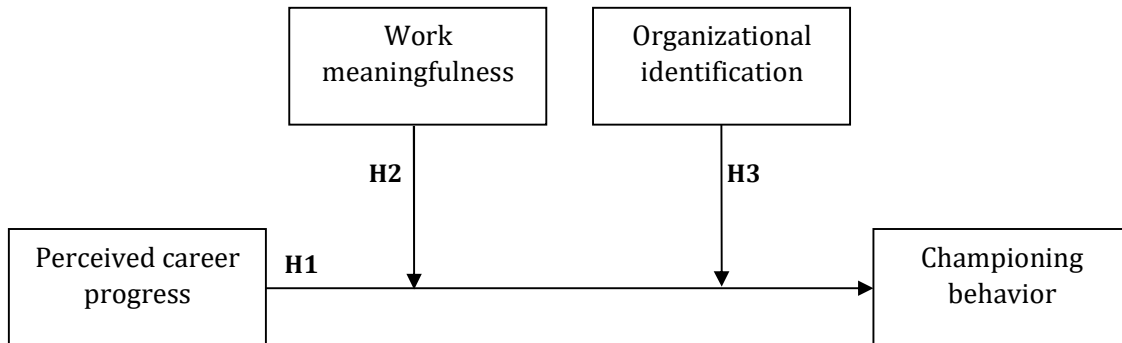 Work
meaningfulness
Organizational
identification
H2
H3
Perceived career
progress
H1
Championing
behavior